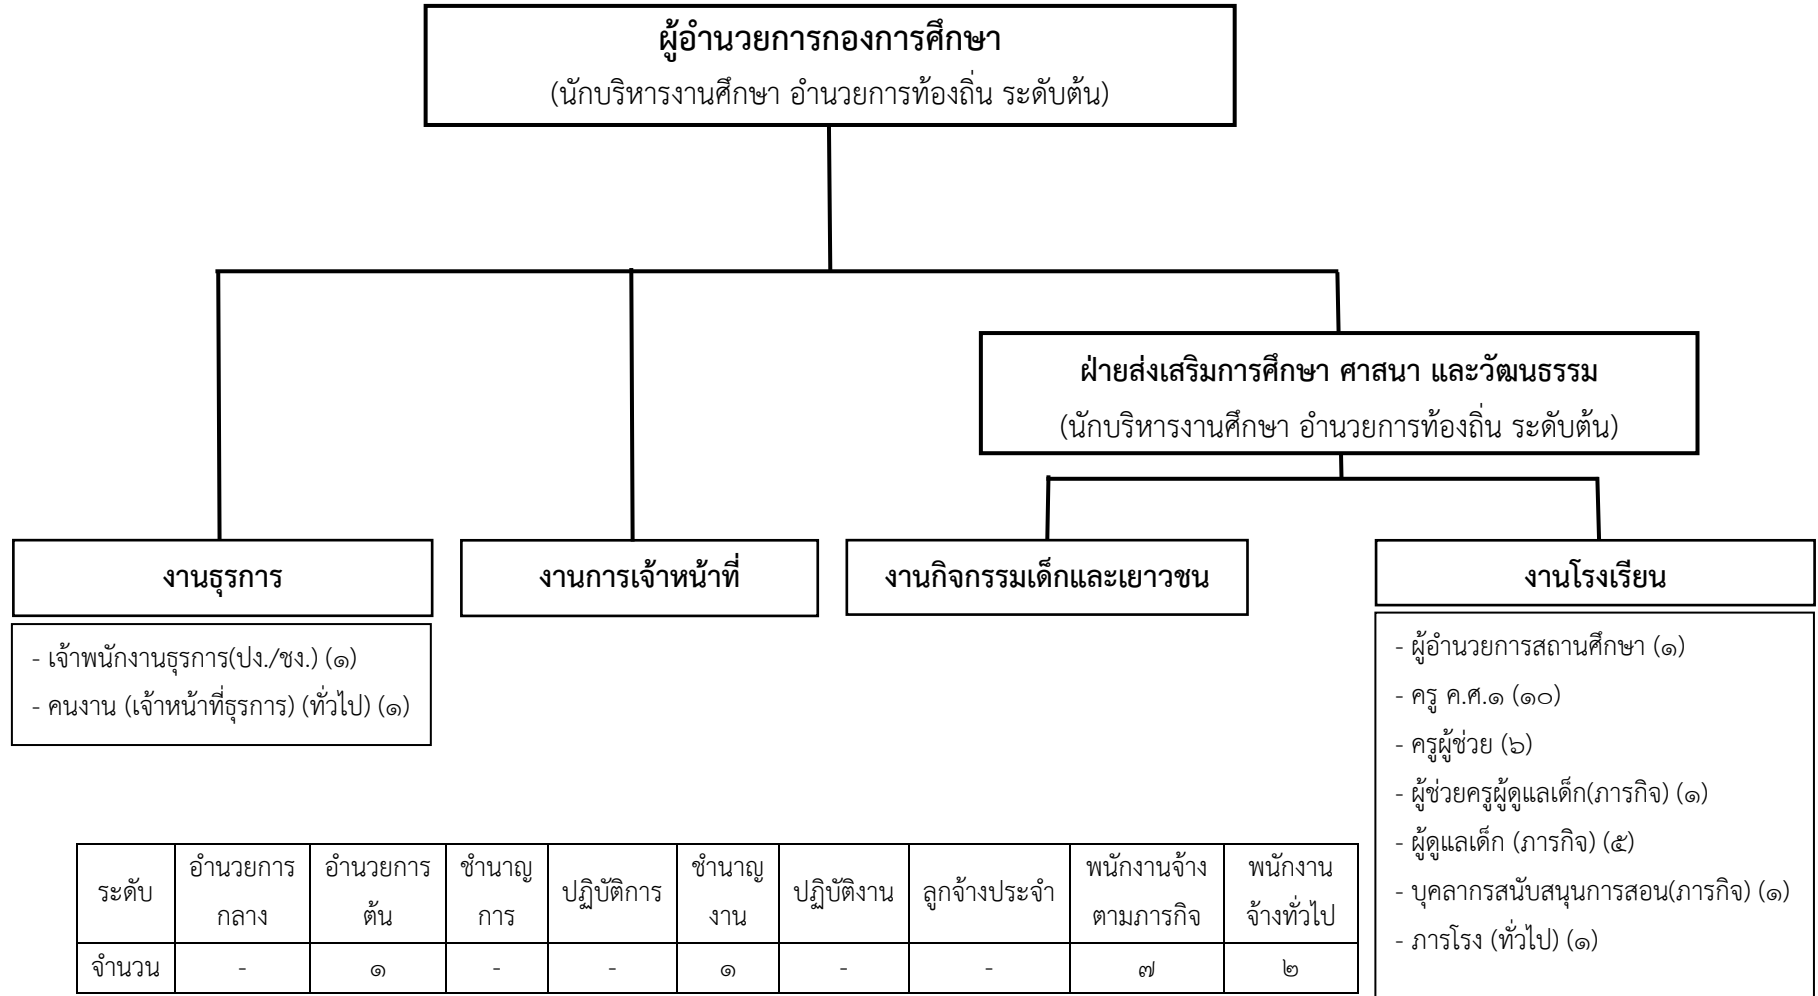 ผู้อำนวยการกองการศึกษา
(นักบริหารงานศึกษา อำนวยการท้องถิ่น ระดับต้น)
ฝ่ายส่งเสริมการศึกษา ศาสนา และวัฒนธรรม
(นักบริหารงานศึกษา อำนวยการท้องถิ่น ระดับต้น)
งานธุรการ
- เจ้าพนักงานธุรการ(ปง./ชง.) (๑)
- คนงาน (เจ้าหน้าที่ธุรการ) (ทั่วไป) (๑)
งานการเจ้าหน้าที่
งานกิจกรรมเด็กและเยาวชน
งานโรงเรียน
- ผู้อำนวยการสถานศึกษา (๑)
- ครู ค.ศ.๑ (๑๐)
- ครูผู้ช่วย (๖)
- ผู้ช่วยครูผู้ดูแลเด็ก(ภารกิจ) (๑)
- ผู้ดูแลเด็ก (ภารกิจ) (๕)
- บุคลากรสนับสนุนการสอน(ภารกิจ) (๑)
- ภารโรง (ทั่วไป) (๑)
ระดับ อำนวยการกลาง อำนวยการต้น ชำนาญการ ปฏิบัติการ ชำนาญงาน ปฏิบัติงาน ลูกจ้างประจำ พนักงานจ้างตามภารกิจ พนักงานจ้างทั่วไป
จำนวน - ๑ - - ๑ - - ๗ ๒